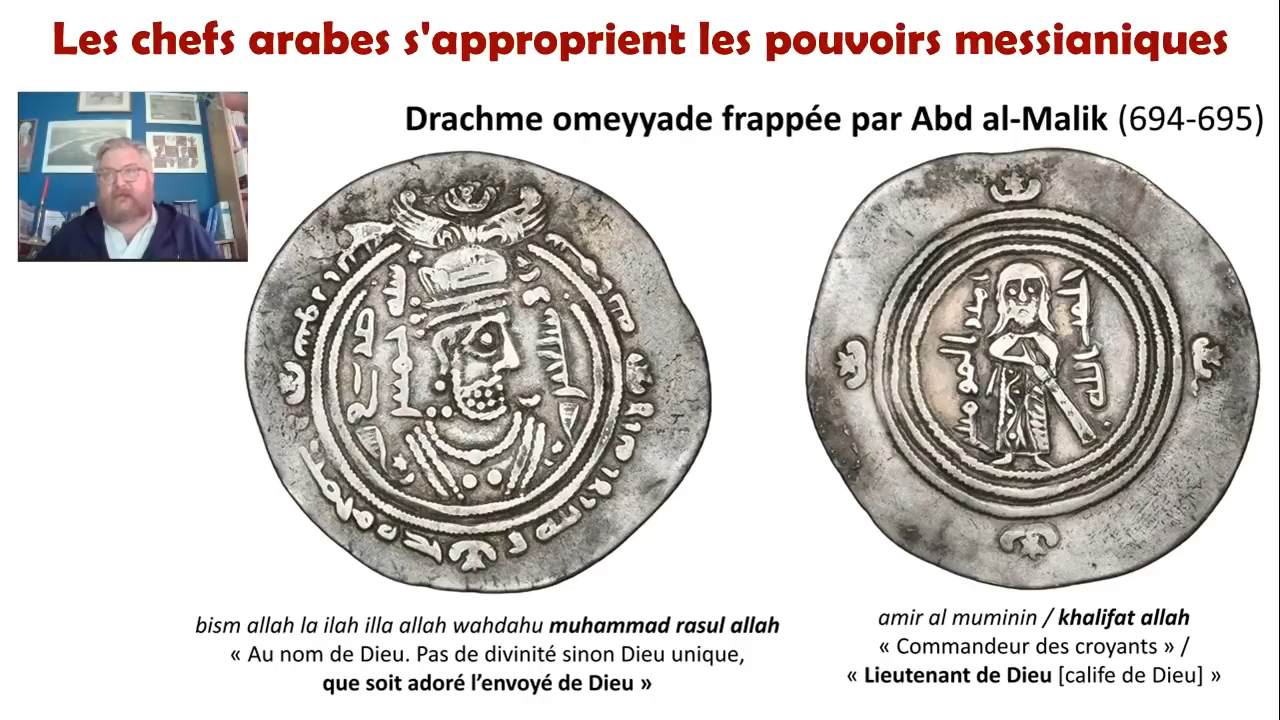 Les chefs arabes s'approprient les pouvoirs messianiques
Drachme omeyyade frappée par Abd al-Malik (694-695)
bism allah la ilah illa allah wahdahu muhammad rasul allah
« Au nom de Dieu. Pas de divinité sinon Dieu unique,
que soit adoré l’envoyé de Dieu »
amir al muminin / khalifat allah
« Commandeur des croyants » /
« Lieutenant de Dieu [calife de Dieu] »